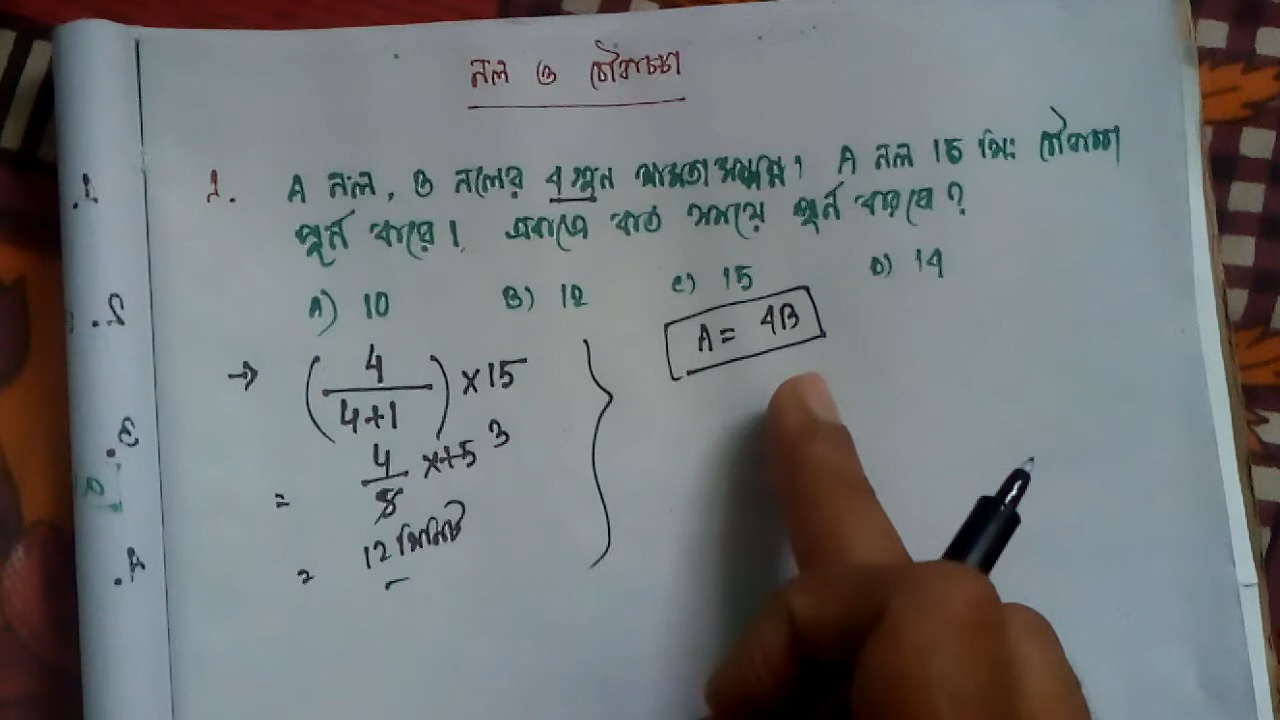 নল ও চৌবাচ্চা
1. A নল, B নলের 4 গুন ক্ষমতা সম্পন্ন। A নল 15 মিঃ চৌবাচ্চা
পূর্ন করে। একত্রে কত সময়ে পূর্ন করবে?
A) 10 B) 12 C) 15 D) 14
A = 4B
→ (4/4+1) × 15
= 4/5 × 15 3
= 12 মিনিট